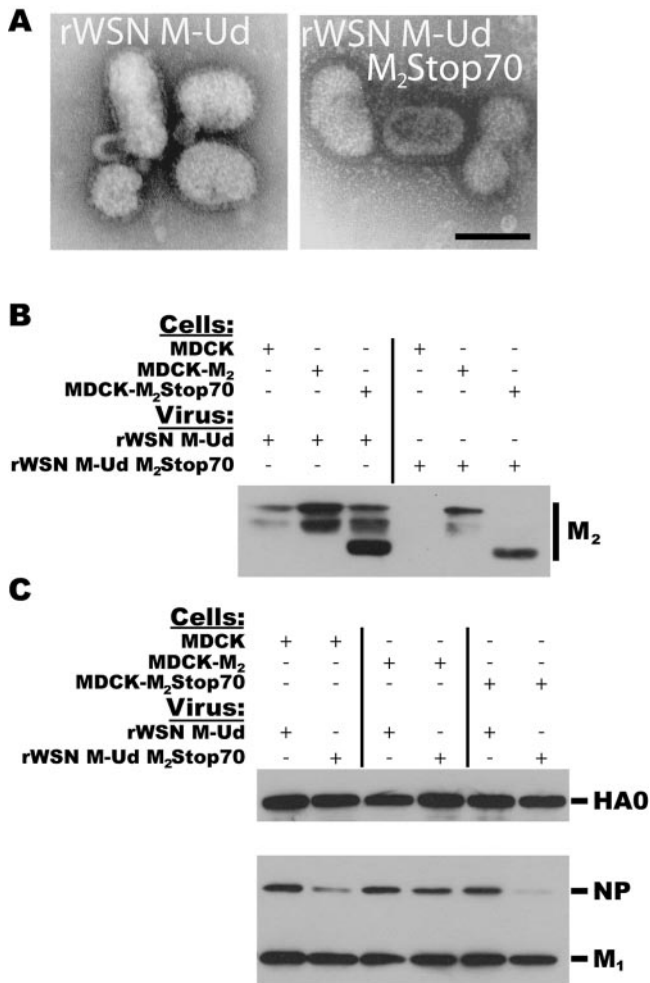 A
rWSN M-Ud
rWSN M-Ud
M₂Stop70
B
Cells:
MDCK + - - + - -
MDCK-M₂ - + - - + -
MDCK-M₂Stop70 - - + - - +
Virus:
rWSN M-Ud + + + - - -
rWSN M-Ud M₂Stop70 - - - + + +
M₂
C
Cells:
MDCK + + - - - -
MDCK-M₂ - - + + - -
MDCK-M₂Stop70 - - - - + +
Virus:
rWSN M-Ud + - + - + -
rWSN M-Ud M₂Stop70 - + - + - +
HA0
NP
M₁